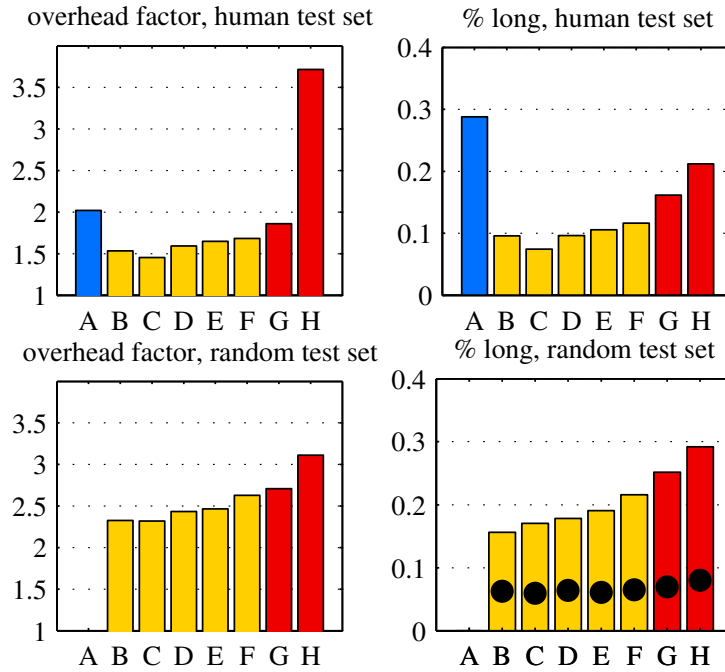 overhead factor, human test set
3.5
3
2.5
2
1.5
1
A B C D E F G H
% long, human test set
0.4
0.3
0.2
0.1
0
A B C D E F G H
overhead factor, random test set
3.5
3
2.5
2
1.5
1
A B C D E F G H
% long, random test set
0.4
0.3
0.2
0.1
0
A B C D E F G H